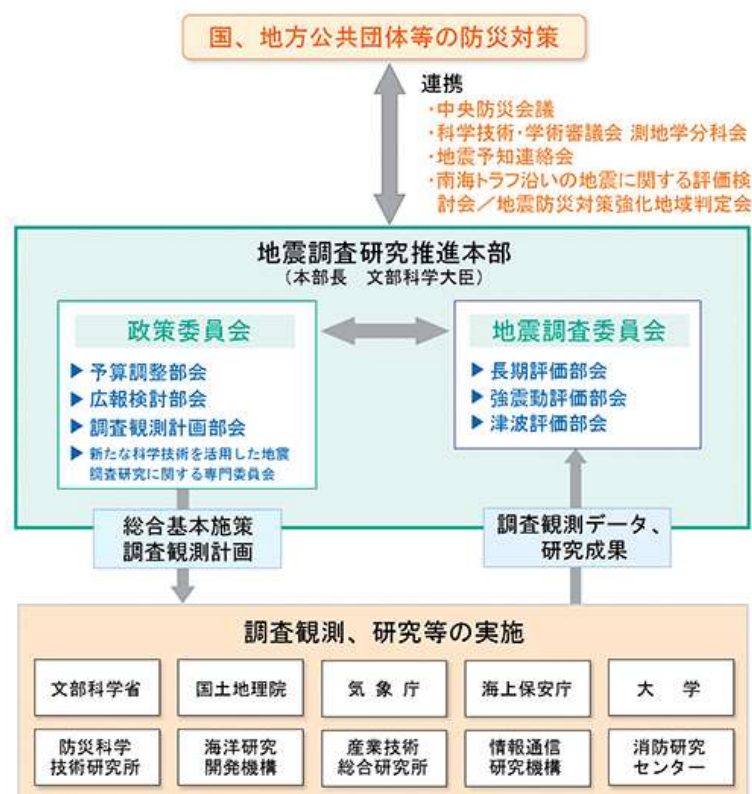 国、地方公共団体等の防災対策
連携
・中央防災会議
・科学技術・学術審議会 測地学分科会
・地震予知連絡会
・南海トラフ沿いの地震に関する評価検
討会／地震防災対策強化地域判定会
地震調査研究推進本部
（本部長　文部科学大臣）
政策委員会
▶ 予算調整部会
▶ 広報検討部会
▶ 調査観測計画部会
▶ 新たな科学技術を活用した地震
調査研究に関する専門委員会
地震調査委員会
▶ 長期評価部会
▶ 強震動評価部会
▶ 津波評価部会
総合基本施策
調査観測計画
調査観測データ、
研究成果
調査観測、研究等の実施
文部科学省
国土地理院
気 象 庁
海上保安庁
大　学
防災科学
技術研究所
海洋研究
開発機構
産業技術
総合研究所
情報通信
研究機構
消防研究
センター